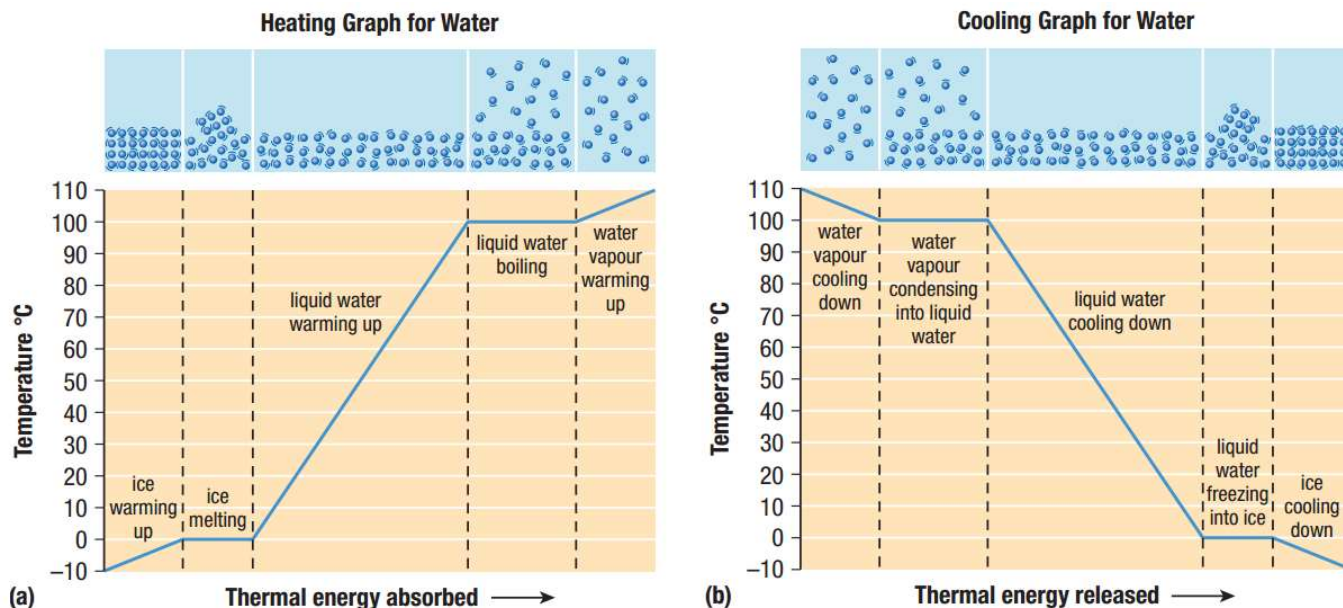 Heating Graph for Water
110
100
90
80
70
60
50
40
30
20
10
0
–10
Temperature °C
ice
warming
up
ice
melting
liquid water
warming up
liquid water
boiling
water
vapour
warming
up
(a)
Thermal energy absorbed
Cooling Graph for Water
110
100
90
80
70
60
50
40
30
20
10
0
–10
Temperature °C
water
vapour
cooling
down
water
vapour
condensing
into liquid
water
liquid water
cooling down
liquid
water
freezing
into ice
ice
cooling
down
(b)
Thermal energy released